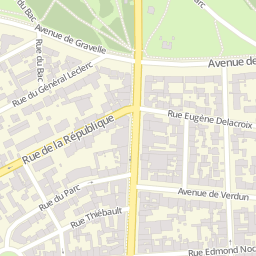 du Bac
Rue du Bac
Avenue de Gravelle
Avenue de
Rue du Général Leclerc
Rue Eugène Delacroix
Rue de la République
Rue du Parc
Avenue de Verdun
Rue Thiébault
Rue Edmond Noc